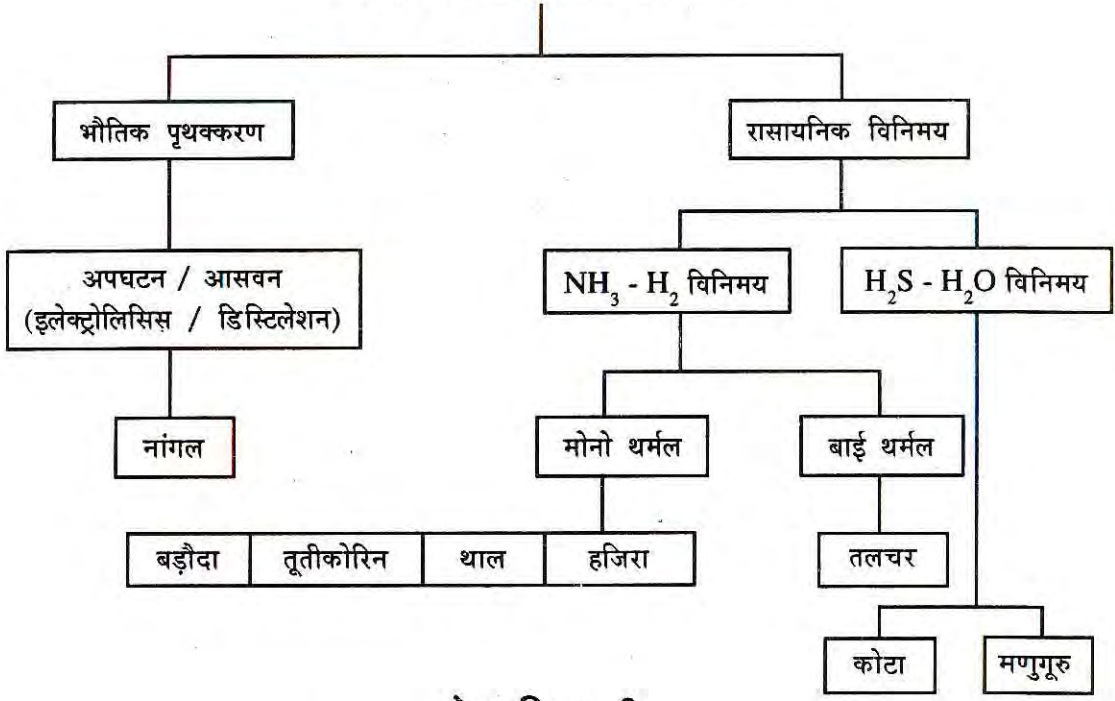 भौतिक पृथक्करण
रासायनिक विनिमय
अपघटन / आसवन
(इलेक्ट्रोलिसिस / डिस्टिलेशन)
NH₃ - H₂ विनिमय
H₂S - H₂O विनिमय
नांगल
मोनो थर्मल
बाई थर्मल
बड़ौदा
तूतीकोरिन
थाल
हजिरा
तलचर
कोटा
मणुगूरु